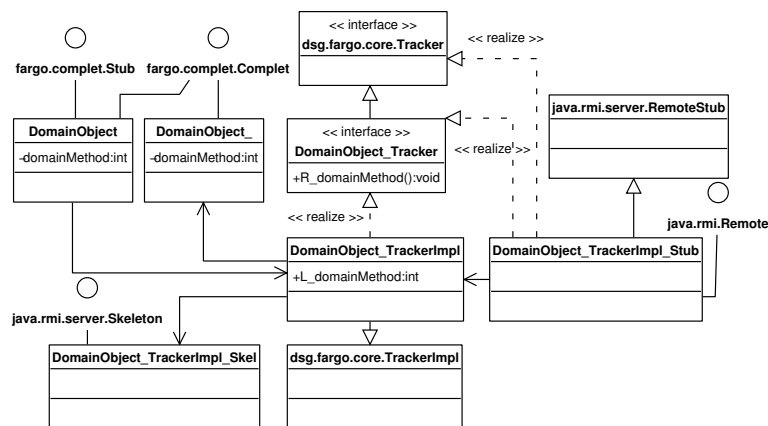 << interface >>
dsg.fargo.core.Tracker
<< realize >>
fargo.complet.Stub
fargo.complet.Complet
java.rmi.server.RemoteStub
DomainObject
-domainMethod:int
DomainObject_
-domainMethod:int
<< interface >>
DomainObject_Tracker
+R_domainMethod():void
<< realize >>
<< realize >>
java.rmi.Remote
DomainObject_TrackerImpl
+L_domainMethod:int
DomainObject_TrackerImpl_Stub
java.rmi.server.Skeleton
DomainObject_TrackerImpl_Skel
dsg.fargo.core.TrackerImpl